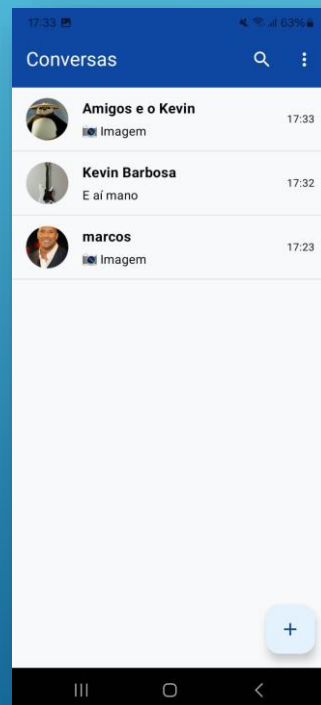 17:33 63%
Conversas
Amigos e o Kevin
Imagem 17:33
Kevin Barbosa
E aí mano 17:32
marcos
Imagem 17:23
+